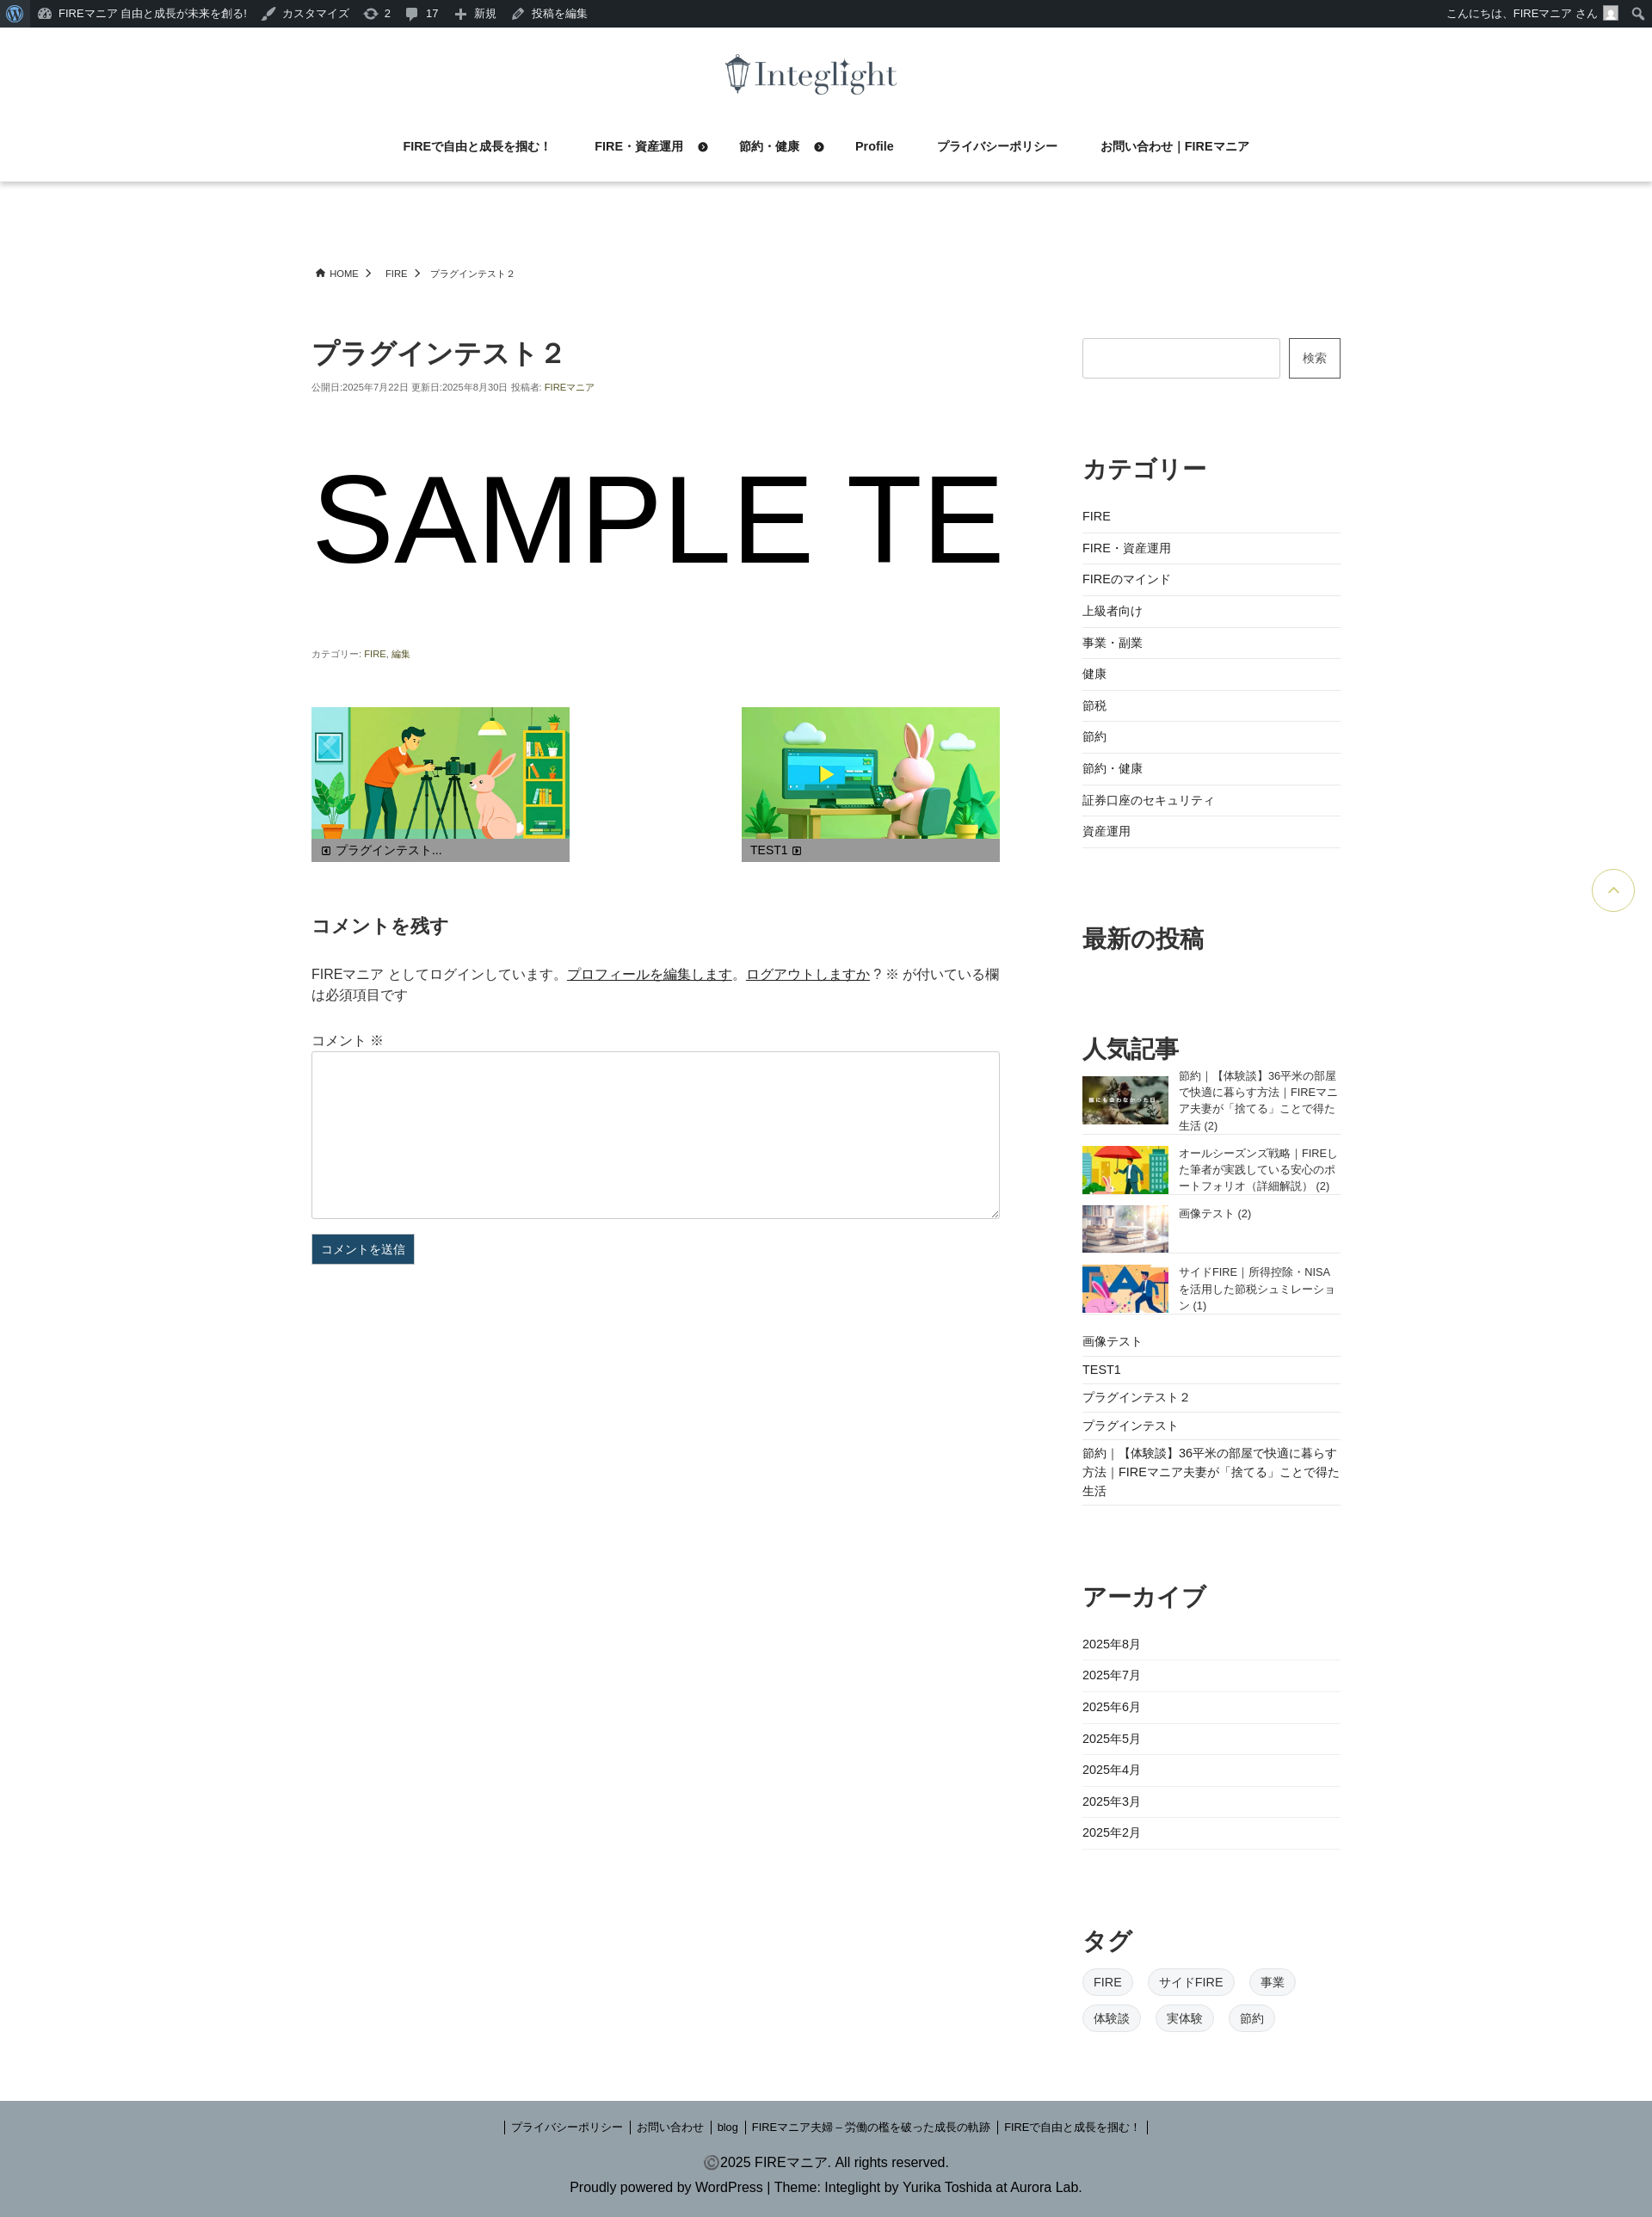 FIREマニア 自由と成長が未来を創る! カスタマイズ 2 17 新規 投稿を編集 こんにちは、FIREマニア さん
Integlight
FIREで自由と成長を掴む！ FIRE・資産運用 節約・健康 Profile プライバシーポリシー お問い合わせ｜FIREマニア
HOME FIRE プラグインテスト２
プラグインテスト２
公開日:2025年7月22日 更新日:2025年8月30日 投稿者: FIREマニア
SAMPLE TE
カテゴリー: FIRE, 編集
プラグインテスト...
TEST1
コメントを残す
FIREマニア としてログインしています。プロフィールを編集します。ログアウトしますか ? ※ が付いている欄
は必須項目です
コメント ※
コメントを送信
検索
カテゴリー
FIRE
FIRE・資産運用
FIREのマインド
上級者向け
事業・副業
健康
節税
節約
節約・健康
証券口座のセキュリティ
資産運用
最新の投稿
人気記事
誰にも会わなかった日。
節約｜【体験談】36平米の部屋
で快適に暮らす方法｜FIREマニ
ア夫妻が「捨てる」ことで得た
生活 (2)
オールシーズンズ戦略｜FIREし
た筆者が実践している安心のポ
ートフォリオ（詳細解説） (2)
画像テスト (2)
サイドFIRE｜所得控除・NISA
を活用した節税シュミレーショ
ン (1)
画像テスト
TEST1
プラグインテスト２
プラグインテスト
節約｜【体験談】36平米の部屋で快適に暮らす
方法｜FIREマニア夫妻が「捨てる」ことで得た
生活
アーカイブ
2025年8月
2025年7月
2025年6月
2025年5月
2025年4月
2025年3月
2025年2月
タグ
FIRE サイドFIRE 事業
体験談 実体験 節約
プライバシーポリシー お問い合わせ blog FIREマニア夫婦 – 労働の檻を破った成長の軌跡 FIREで自由と成長を掴む！
©2025 FIREマニア. All rights reserved.
Proudly powered by WordPress | Theme: Integlight by Yurika Toshida at Aurora Lab.